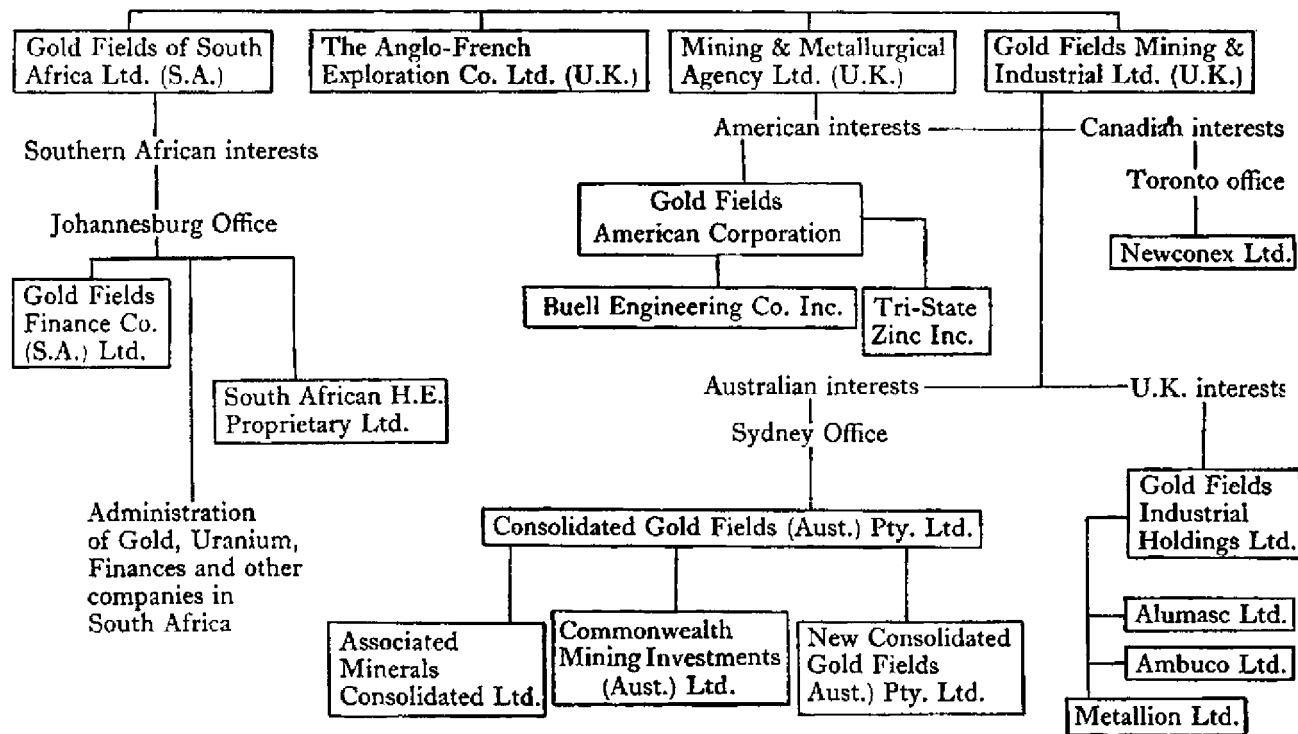 Gold Fields of South
Africa Ltd. (S.A.)
The Anglo-French
Exploration Co. Ltd. (U.K.)
Mining & Metallurgical
Agency Ltd. (U.K.)
Gold Fields Mining &
Industrial Ltd. (U.K.)
Southern African interests
Johannesburg Office
Gold Fields
Finance Co.
(S.A.) Ltd.
South African H.E.
Proprietary Ltd.
Administration
of Gold, Uranium,
Finances and other
companies in
South Africa
American interests
Canadian interests
Gold Fields
American Corporation
Buell Engineering Co. Inc.
Tri-State
Zinc Inc.
Toronto office
Newconex Ltd.
Australian interests
U.K. interests
Sydney Office
Consolidated Gold Fields (Aust.) Pty. Ltd.
Associated
Minerals
Consolidated Ltd.
Commonwealth
Mining Investments
(Aust.) Ltd.
New Consolidated
Gold Fields
Aust.) Pty. Ltd.
Gold Fields
Industrial
Holdings Ltd.
Alumasc Ltd.
Ambuco Ltd.
Metallion Ltd.